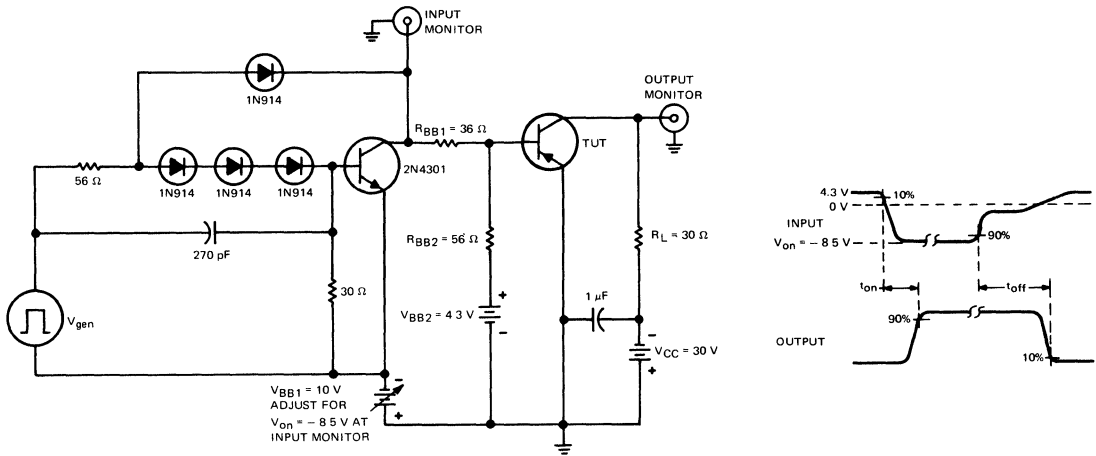 INPUT
MONITOR
1N914
OUTPUT
MONITOR
RBB1 = 36 Ω
TUT
56 Ω
1N914
1N914
1N914
2N4301
270 pF
RBB2 = 56 Ω
RL = 30 Ω
30 Ω
Vgen
1 µF
+
VBB2 = 4 3 V
-
-
VCC = 30 V
+
VBB1 = 10 V
ADJUST FOR
Von = - 8 5 V AT
INPUT MONITOR
-
+
4.3 V
0 V
10%
INPUT
Von = - 8 5 V
90%
ton
toff
90%
OUTPUT
10%